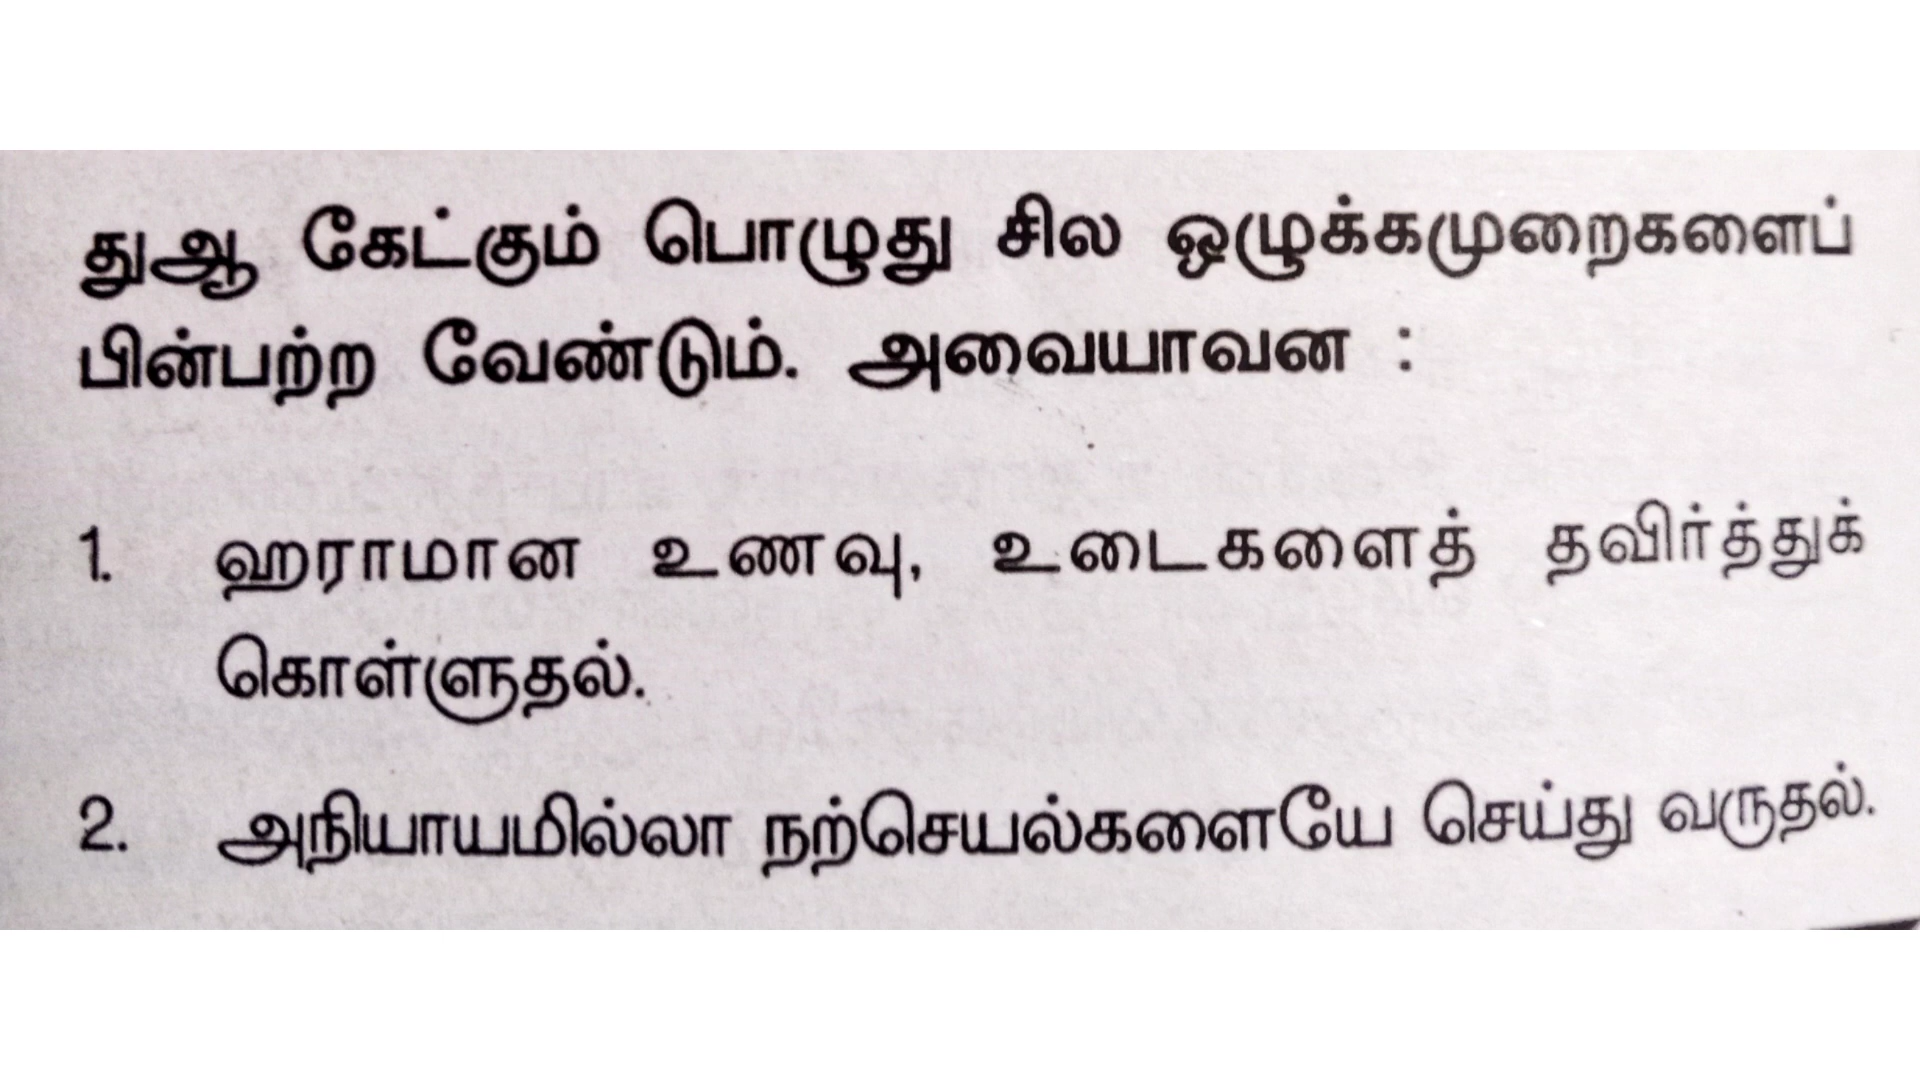 துஆ கேட்கும் பொழுது சில ஒழுக்கமுறைகளைப்
பின்பற்ற வேண்டும். அவையாவன :
1. ஹராமான உணவு, உடைகளைத் தவிர்த்துக்
கொள்ளுதல்.
2. அநியாயமில்லா நற்செயல்களையே செய்து வருதல்.